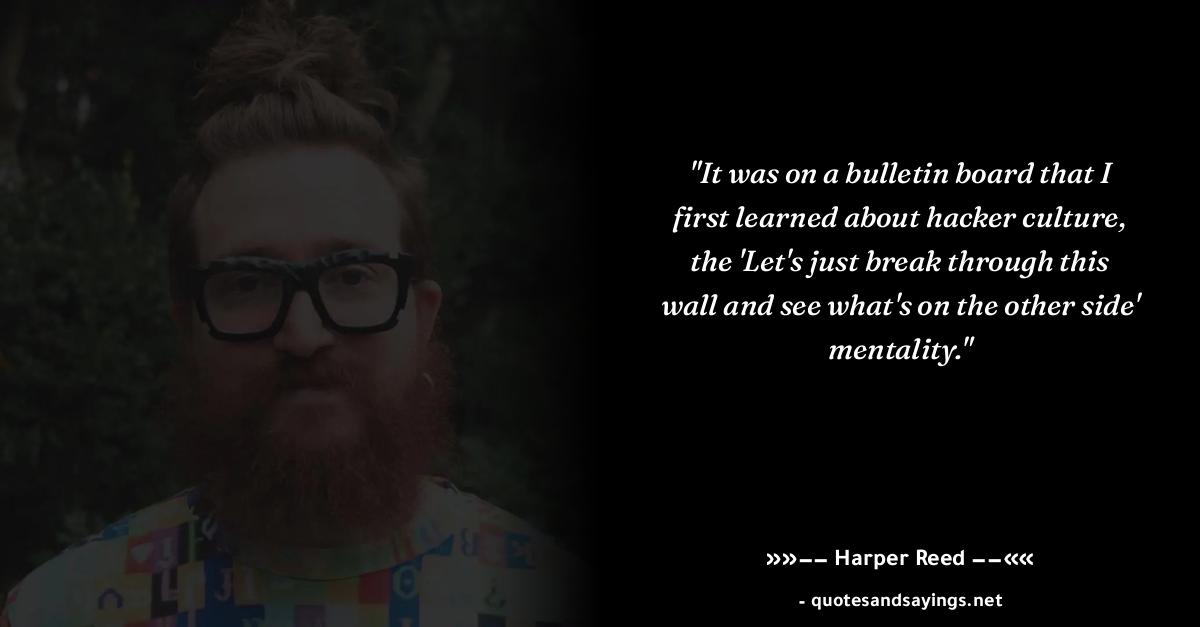 "It was on a bulletin board that I
first learned about hacker culture,
the 'Let's just break through this
wall and see what's on the other side'
mentality."
»»–– Harper Reed ––««
- quotesandsayings.net